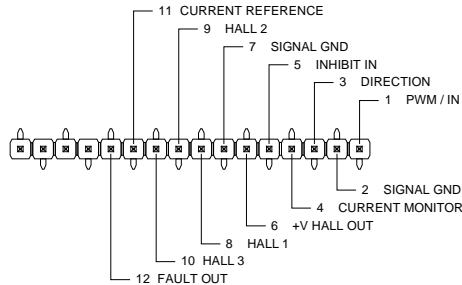 11 CURRENT REFERENCE
9 HALL 2
7 SIGNAL GND
5 INHIBIT IN
3 DIRECTION
1 PWM / IN
2 SIGNAL GND
4 CURRENT MONITOR
6 +V HALL OUT
8 HALL 1
10 HALL 3
12 FAULT OUT